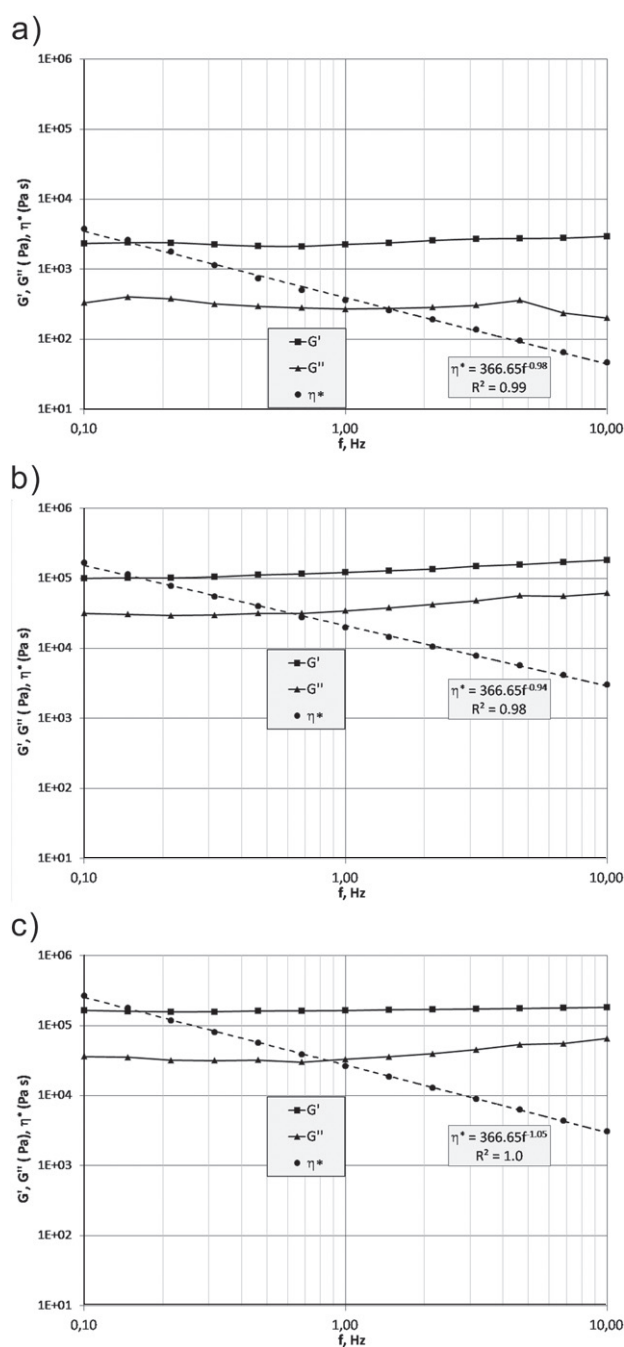 a)
1E+06
1E+05
1E+04
1E+03
1E+02
1E+01
G', G'' ( Pa), η* (Pa s)
G'
G''
η*
η* = 366.65f-0.98
R² = 0.99
0,10
1,00
10,00
f, Hz
b)
1E+06
1E+05
1E+04
1E+03
1E+02
1E+01
G', G'' ( Pa), η* (Pa s)
G'
G''
η*
η* = 366.65f-0.94
R² = 0.98
0,10
1,00
10,00
f, Hz
c)
1E+06
1E+05
1E+04
1E+03
1E+02
1E+01
G', G'' ( Pa), η* (Pa s)
G'
G''
η*
η* = 366.65f-1.05
R² = 1.0
0,10
1,00
10,00
f, Hz